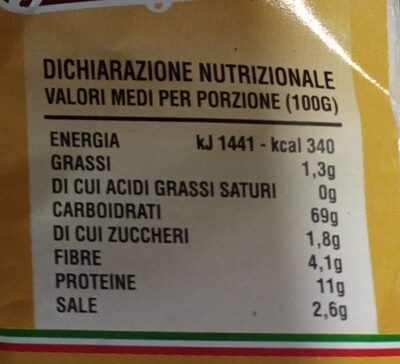 DICHIARAZIONE NUTRIZIONALE
VALORI MEDI PER PORZIONE (100G)
ENERGIA kJ 1441 - kcal 340
GRASSI 1,3g
DI CUI ACIDI GRASSI SATURI 0g
CARBOIDRATI 69g
DI CUI ZUCCHERI 1,8g
FIBRE 4,1g
PROTEINE 11g
SALE 2,6g